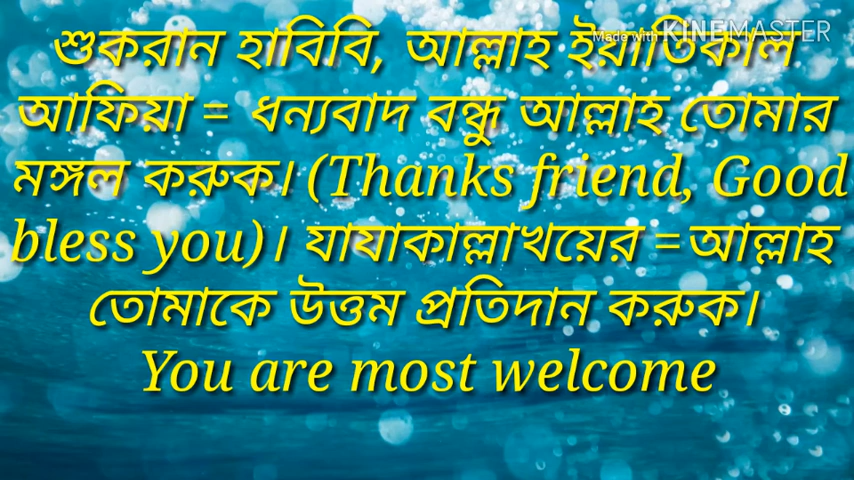 Made with KINEMASTER
শুকরান হাবিবি, আল্লাহ ইয়াতিকাল
আফিয়া = ধন্যবাদ বন্ধু আল্লাহ তোমার
মঙ্গল করুক। (Thanks friend, Good
bless you)। যাযাকাল্লাখয়ের =আল্লাহ
তোমাকে উত্তম প্রতিদান করুক।
You are most welcome